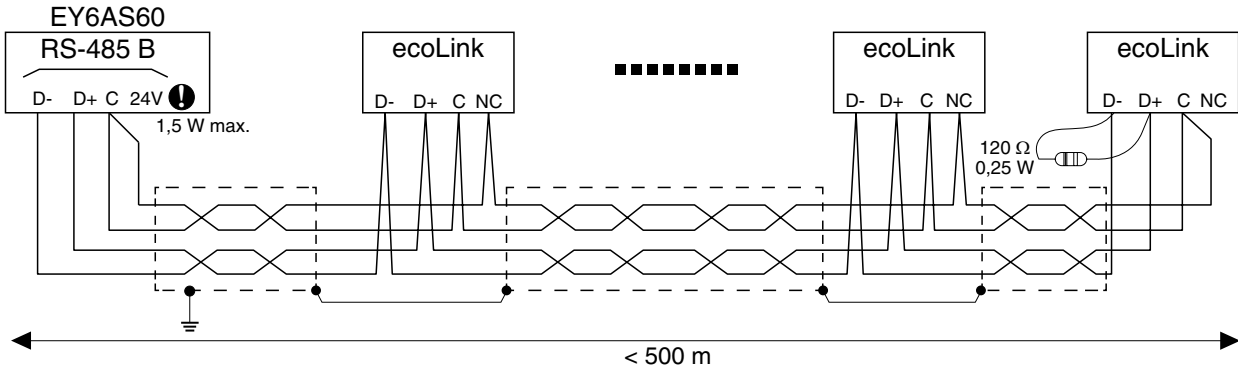 EY6AS60
RS-485 B
D- D+ C 24V
1,5 W max.
ecoLink
D- D+ C NC
ecoLink
D- D+ C NC
ecoLink
D- D+ C NC
120 Ω
0,25 W
< 500 m